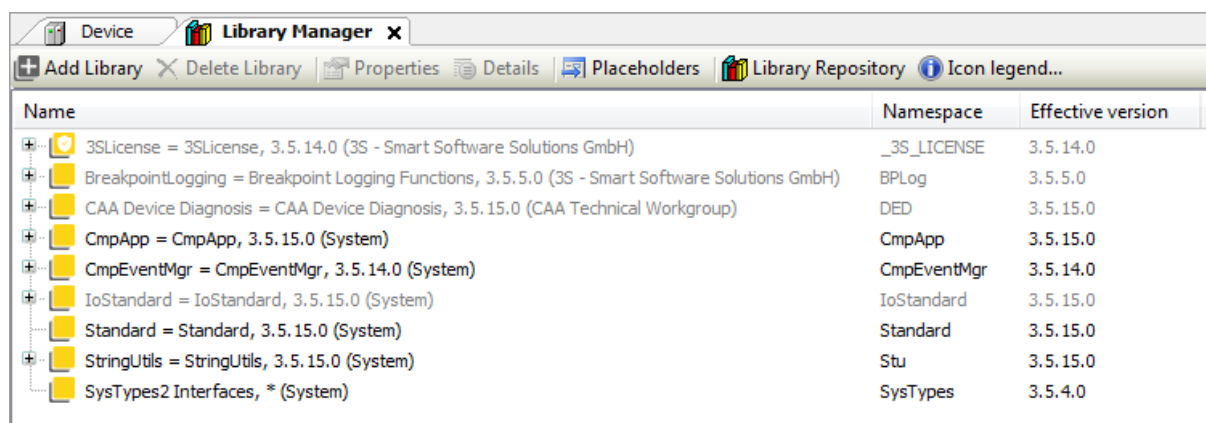 Device Library Manager
Add Library Delete Library Properties Details Placeholders Library Repository Icon legend...
Name Namespace Effective version
3SLicense = 3SLicense, 3.5.14.0 (3S - Smart Software Solutions GmbH) _3S_LICENSE 3.5.14.0
BreakpointLogging = Breakpoint Logging Functions, 3.5.5.0 (3S - Smart Software Solutions GmbH) BPLog 3.5.5.0
CAA Device Diagnosis = CAA Device Diagnosis, 3.5.15.0 (CAA Technical Workgroup) DED 3.5.15.0
CmpApp = CmpApp, 3.5.15.0 (System) CmpApp 3.5.15.0
CmpEventMgr = CmpEventMgr, 3.5.14.0 (System) CmpEventMgr 3.5.14.0
IoStandard = IoStandard, 3.5.15.0 (System) IoStandard 3.5.15.0
Standard = Standard, 3.5.15.0 (System) Standard 3.5.15.0
StringUtils = StringUtils, 3.5.15.0 (System) Stu 3.5.15.0
SysTypes2 Interfaces, * (System) SysTypes 3.5.4.0